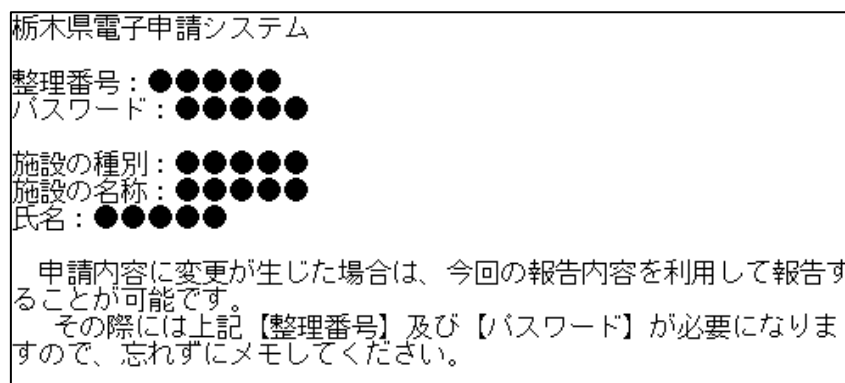 栃木県電子申請システム
整理番号：●●●●●
パスワード：●●●●●
施設の種別：●●●●●
施設の名称：●●●●●
氏名：●●●●●
　申請内容に変更が生じた場合は、今回の報告内容を利用して報告す
ることが可能です。
　その際には上記【整理番号】及び【パスワード】が必要になりま
すので、忘れずにメモしてください。